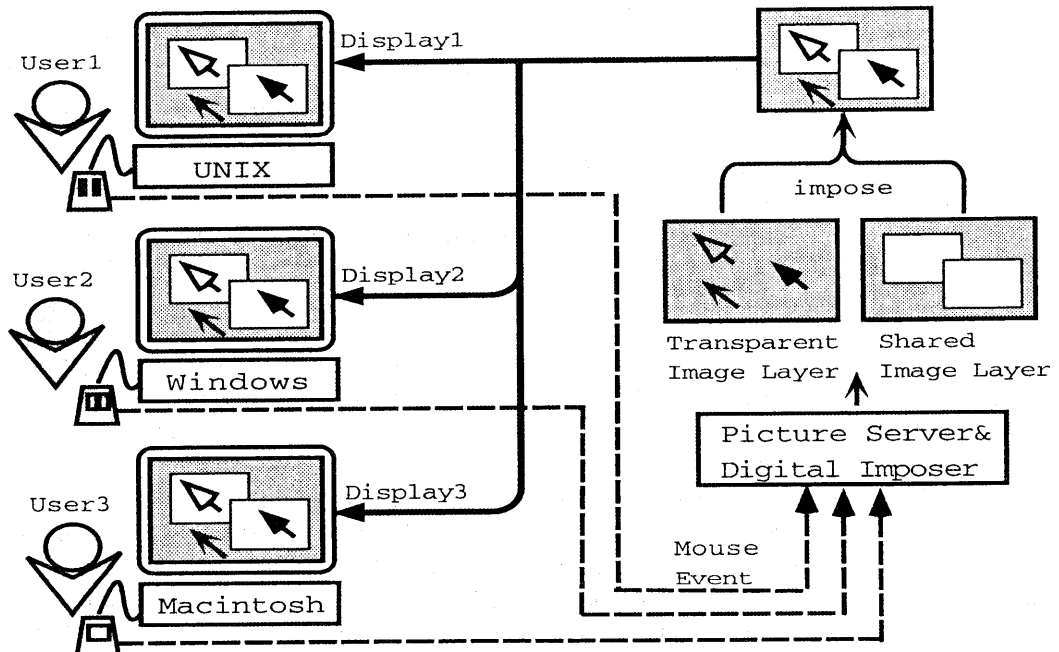 User1
Display1
UNIX
User2
Display2
Windows
User3
Display3
Macintosh
impose
Transparent
Image Layer
Shared
Image Layer
Picture Server&
Digital Imposer
Mouse
Event